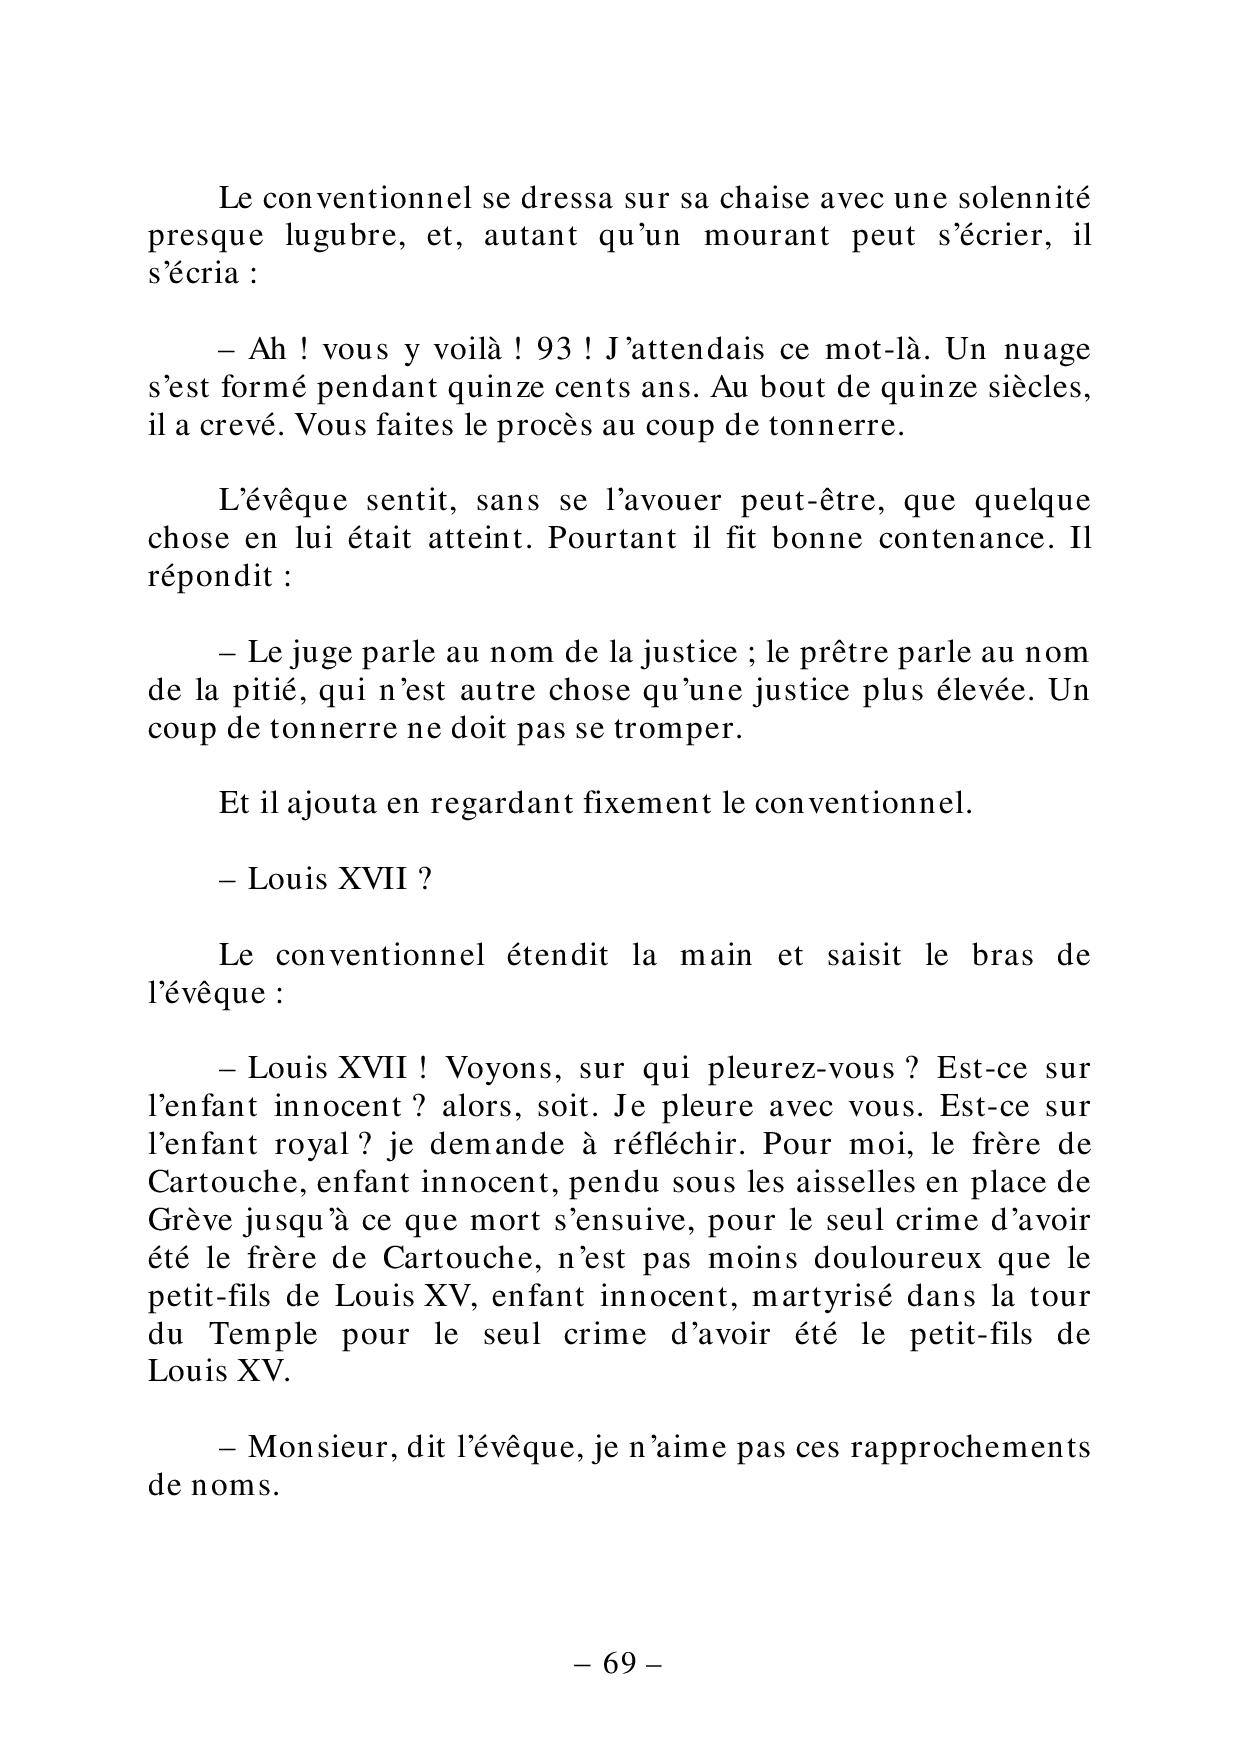 Le conventionnel se dressa sur sa chaise avec une solennité
presque lugubre, et, autant qu’un mourant peut s’écrier, il
s’écria :
– Ah ! vous y voilà ! 93 ! J’attendais ce mot-là. Un nuage
s’est formé pendant quinze cents ans. Au bout de quinze siècles,
il a crevé. Vous faites le procès au coup de tonnerre.
L’évêque sentit, sans se l’avouer peut-être, que quelque
chose en lui était atteint. Pourtant il fit bonne contenance. Il
répondit :
– Le juge parle au nom de la justice ; le prêtre parle au nom
de la pitié, qui n’est autre chose qu’une justice plus élevée. Un
coup de tonnerre ne doit pas se tromper.
Et il ajouta en regardant fixement le conventionnel.
– Louis XVII ?
Le conventionnel étendit la main et saisit le bras de
l’évêque :
– Louis XVII ! Voyons, sur qui pleurez-vous ? Est-ce sur
l’enfant innocent ? alors, soit. Je pleure avec vous. Est-ce sur
l’enfant royal ? je demande à réfléchir. Pour moi, le frère de
Cartouche, enfant innocent, pendu sous les aisselles en place de
Grève jusqu’à ce que mort s’ensuive, pour le seul crime d’avoir
été le frère de Cartouche, n’est pas moins douloureux que le
petit-fils de Louis XV, enfant innocent, martyrisé dans la tour
du Temple pour le seul crime d’avoir été le petit-fils de
Louis XV.
– Monsieur, dit l’évêque, je n’aime pas ces rapprochements
de noms.
– 69 –